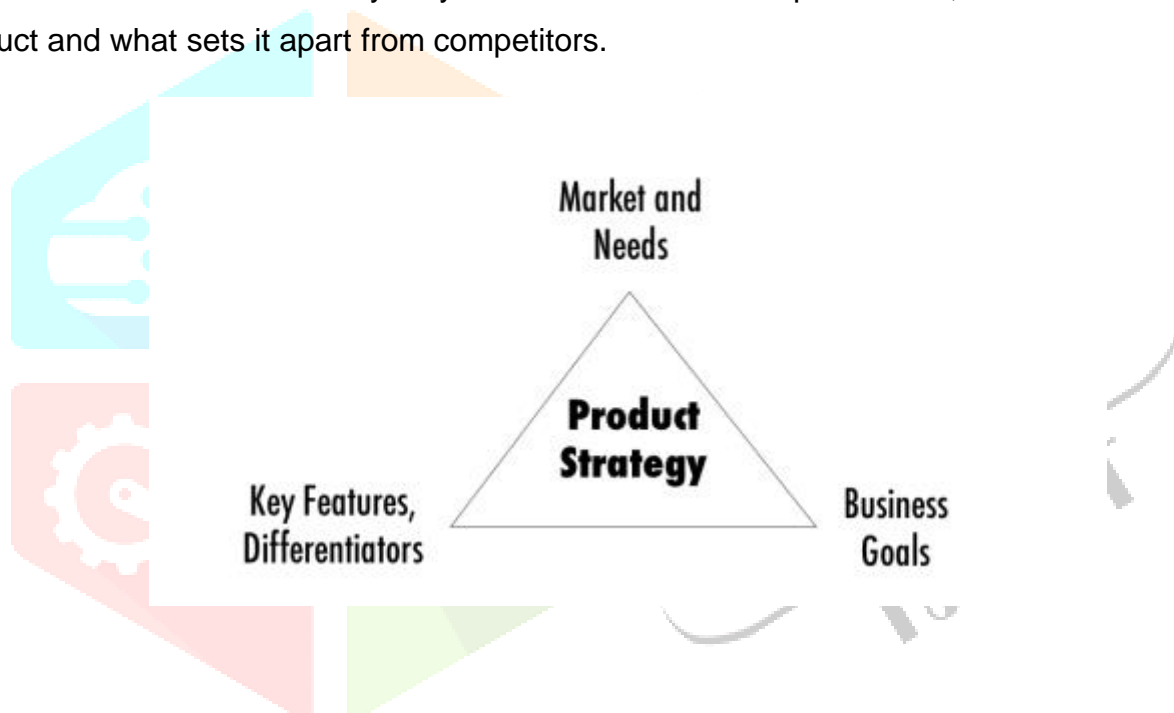 uct and what sets it apart from competitors.
Market and
Needs
Product
Strategy
Key Features,
Differentiators
Business
Goals